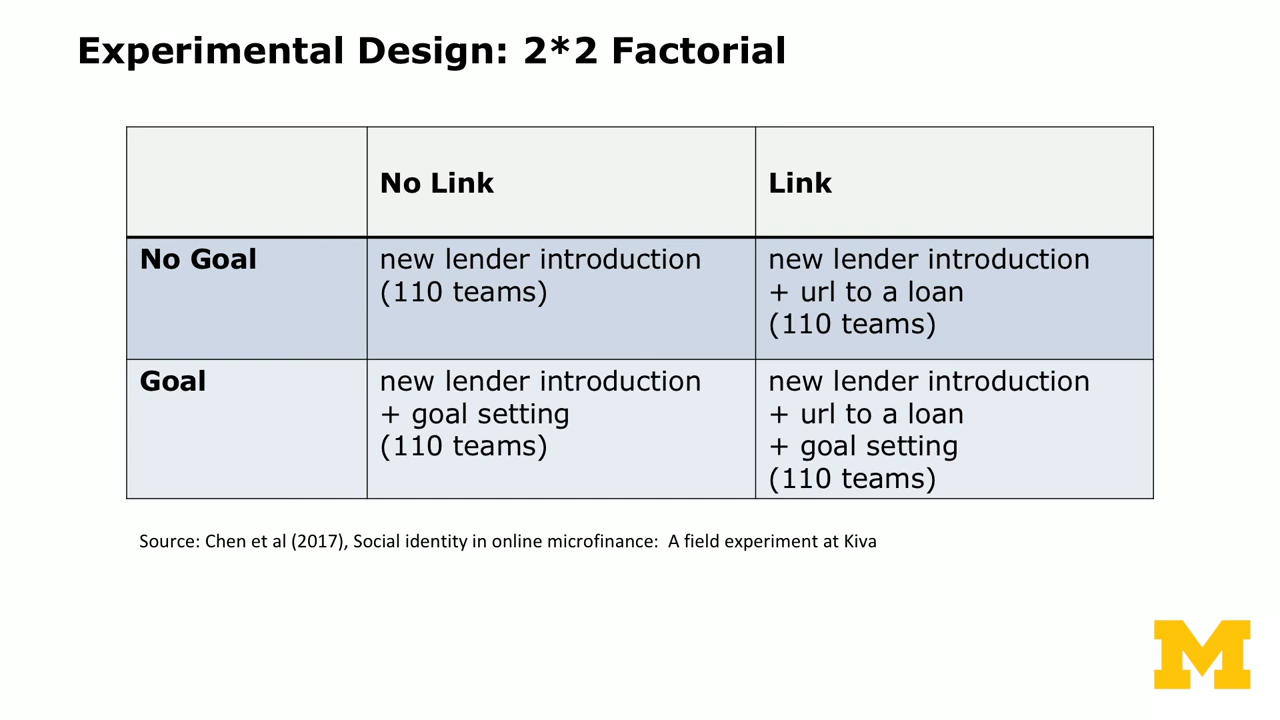 Experimental Design: 2*2 Factorial
No Link
Link
No Goal
new lender introduction
(110 teams)
new lender introduction
+ url to a loan
(110 teams)
Goal
new lender introduction
+ goal setting
(110 teams)
new lender introduction
+ url to a loan
+ goal setting
(110 teams)
Source: Chen et al (2017), Social identity in online microfinance:  A field experiment at Kiva
M